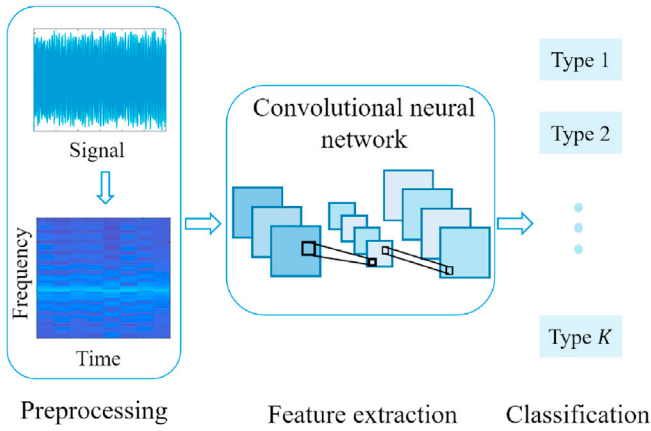 Signal
Frequency
Time
Preprocessing
Convolutional neural
network
Feature extraction
Type 1
Type 2
Type K
Classification